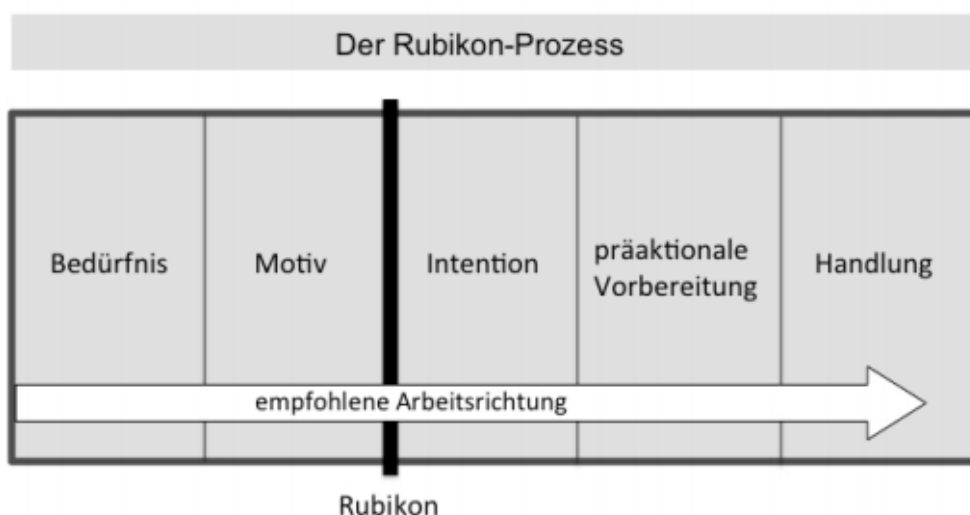 Der Rubikon-Prozess
Bedürfnis
Motiv
Intention
präaktionale
Vorbereitung
Handlung
empfohlene Arbeitsrichtung
Rubikon